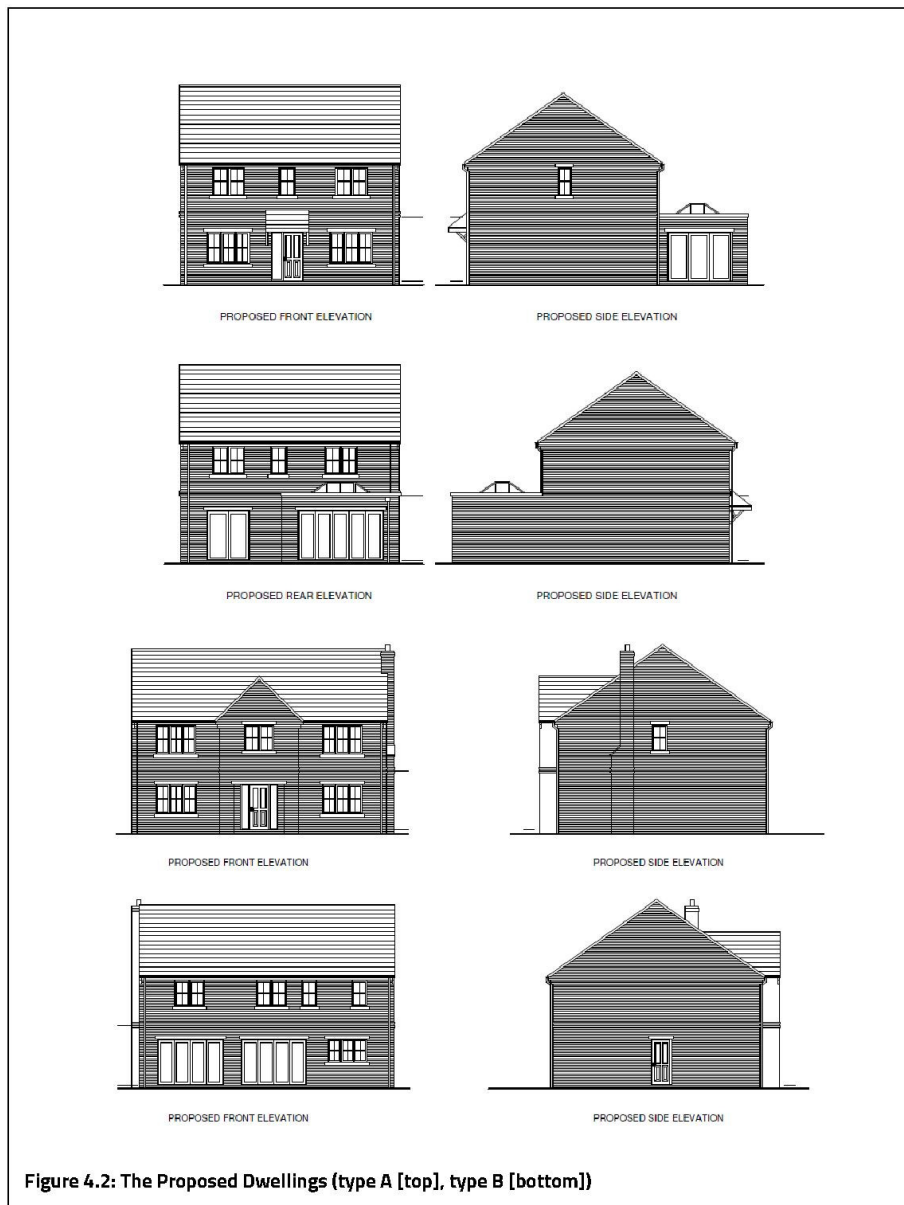 PROPOSED FRONT ELEVATION
PROPOSED SIDE ELEVATION
PROPOSED REAR ELEVATION
PROPOSED SIDE ELEVATION
PROPOSED FRONT ELEVATION
PROPOSED SIDE ELEVATION
PROPOSED FRONT ELEVATION
PROPOSED SIDE ELEVATION
Figure 4.2: The Proposed Dwellings (type A [top], type B [bottom])